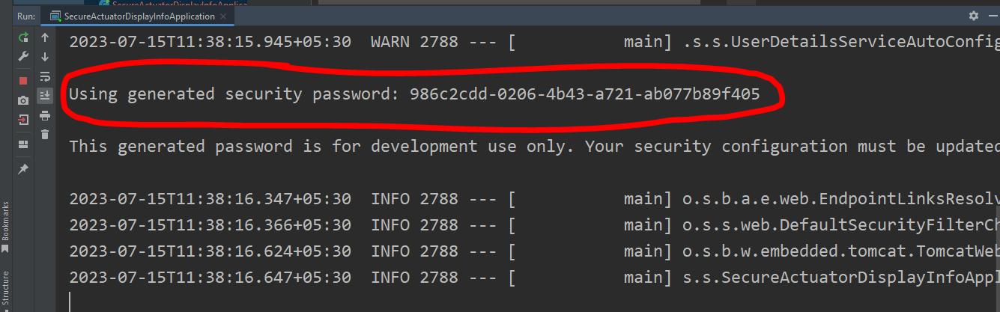 SecureActuatorDisplayInfoApplica
Run: SecureActuatorDisplayInfoApplication
2023-07-15T11:38:15.945+05:30 WARN 2788 --- [ main] .s.s.UserDetailsServiceAutoConfig
Using generated security password: 986c2cdd-0206-4b43-a721-ab077b89f405
This generated password is for development use only. Your security configuration must be updated
2023-07-15T11:38:16.347+05:30 INFO 2788 --- [ main] o.s.b.a.e.web.EndpointLinksResolv
2023-07-15T11:38:16.366+05:30 INFO 2788 --- [ main] o.s.s.web.DefaultSecurityFilterCh
2023-07-15T11:38:16.624+05:30 INFO 2788 --- [ main] o.s.b.w.embedded.tomcat.TomcatWeb
2023-07-15T11:38:16.647+05:30 INFO 2788 --- [ main] s.s.SecureActuatorDisplayInfoAppl
Bookmarks
Structure